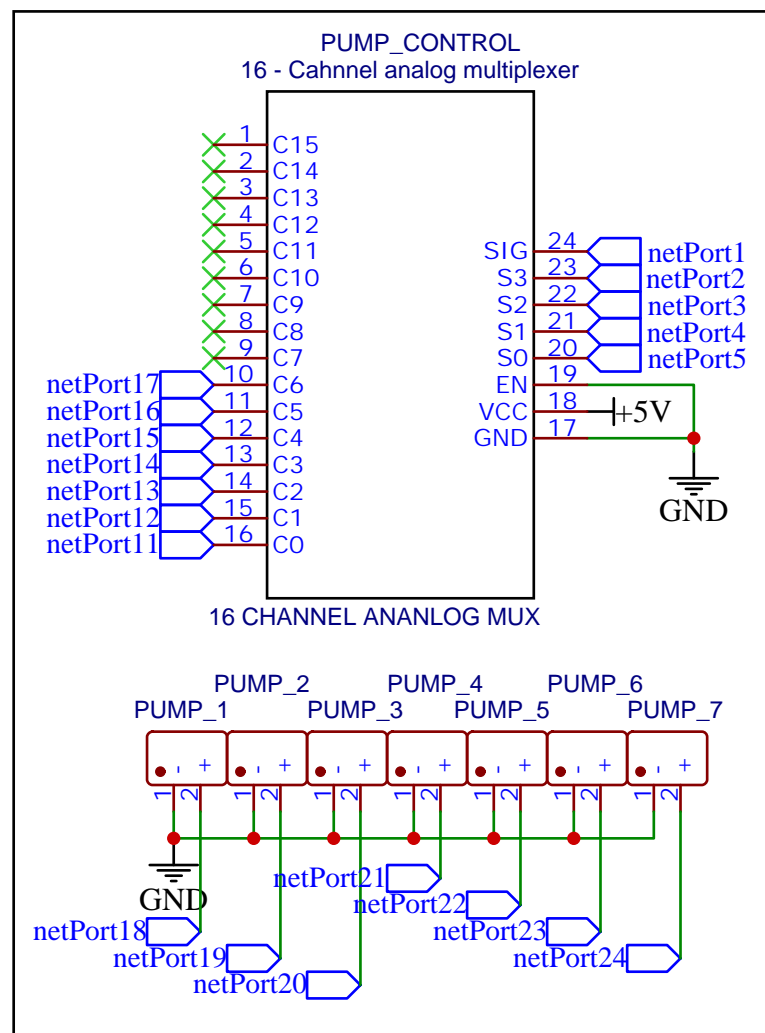 PUMP_CONTROL
16 - Cahnnel analog multiplexer
1 C15
2 C14
3 C13
4 C12
5 C11
6 C10
7 C9
8 C8
9 C7
netPort17 10 C6
netPort16 11 C5
netPort15 12 C4
netPort14 13 C3
netPort13 14 C2
netPort12 15 C1
netPort11 16 C0
SIG 24 netPort1
S3 23 netPort2
S2 22 netPort3
S1 21 netPort4
S0 20 netPort5
EN 19
VCC 18 +5V
GND 17
GND
16 CHANNEL ANANLOG MUX
PUMP_2 PUMP_4 PUMP_6
PUMP_1 PUMP_3 PUMP_5 PUMP_7
- + - + - + - + - + - + - +
1 2 1 2 1 2 1 2 1 2 1 2 1 2
GND
netPort21
netPort22
netPort18 netPort23
netPort19 netPort24
netPort20